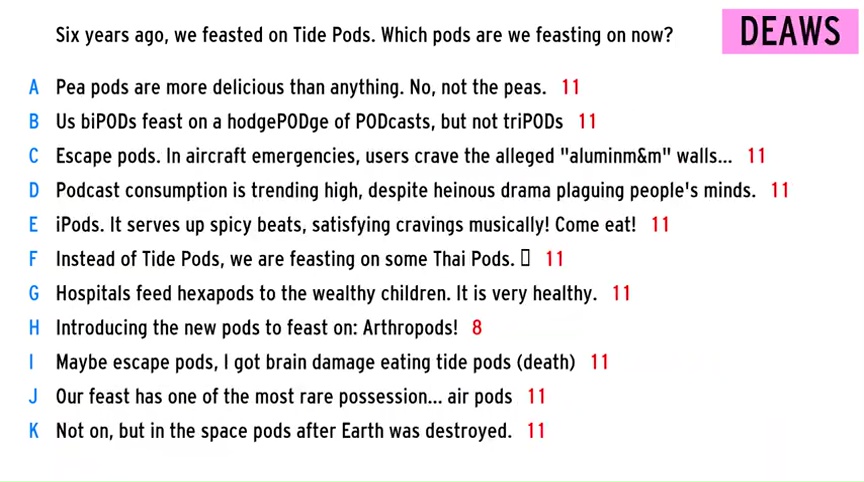 Six years ago, we feasted on Tide Pods. Which pods are we feasting on now?
DEAWS
A Pea pods are more delicious than anything. No, not the peas. 11
B Us biPODs feast on a hodgePODge of PODcasts, but not triPODs 11
C Escape pods. In aircraft emergencies, users crave the alleged "aluminm&m" walls... 11
D Podcast consumption is trending high, despite heinous drama plaguing people's minds. 11
E iPods. It serves up spicy beats, satisfying cravings musically! Come eat! 11
F Instead of Tide Pods, we are feasting on some Thai Pods. 11
G Hospitals feed hexapods to the wealthy children. It is very healthy. 11
H Introducing the new pods to feast on: Arthropods! 8
I Maybe escape pods, I got brain damage eating tide pods (death) 11
J Our feast has one of the most rare possession... air pods 11
K Not on, but in the space pods after Earth was destroyed. 11